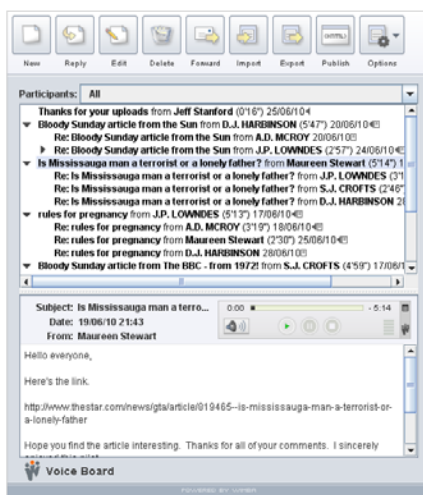 New Reply Edit Delete Forward Import Export Publish Options
Participants: All
Thanks for your uploads from Jeff Stanford (0'16") 25/06/10
Bloody Sunday article from the Sun from D.J. HARBINSON (5'47") 20/06/10
Re: Bloody Sunday article from the Sun from A.D. MCROY 20/06/10
Re: Bloody Sunday article from the Sun from J.P. LOWNDES (2'57") 24/06/10
Is Mississauga man a terrorist or a lonely father? from Maureen Stewart (5'14") 1
Re: Is Mississauga man a terrorist or a lonely father? from J.P. LOWNDES (3'1
Re: Is Mississauga man a terrorist or a lonely father? from S.J. CROFTS (2'46"
Re: Is Mississauga man a terrorist or a lonely father? from D.J. HARBINSON 2
rules for pregnancy from J.P. LOWNDES (5'13") 17/06/10
Re: rules for pregnancy from A.D. MCROY (3'19") 18/06/10
Re: rules for pregnancy from Maureen Stewart (2'30") 25/06/10
Re: rules for pregnancy from D.J. HARBINSON 28/06/10
Bloody Sunday article from The BBC - from 1972! from S.J. CROFTS (4'59") 17/06/1
Subject: Is Mississauga man a terro... 0:00 - 5:14
Date: 19/06/10 21:43
From: Maureen Stewart
Hello everyone,
Here's the link.
http://www.thestar.com/news/gta/article/819465--is-mississauga-man-a-terrorist-or-
a-lonely-father
Hope you find the article interesting. Thanks for all of your comments. I sincerely
Voice Board
POWERED BY WIMBA